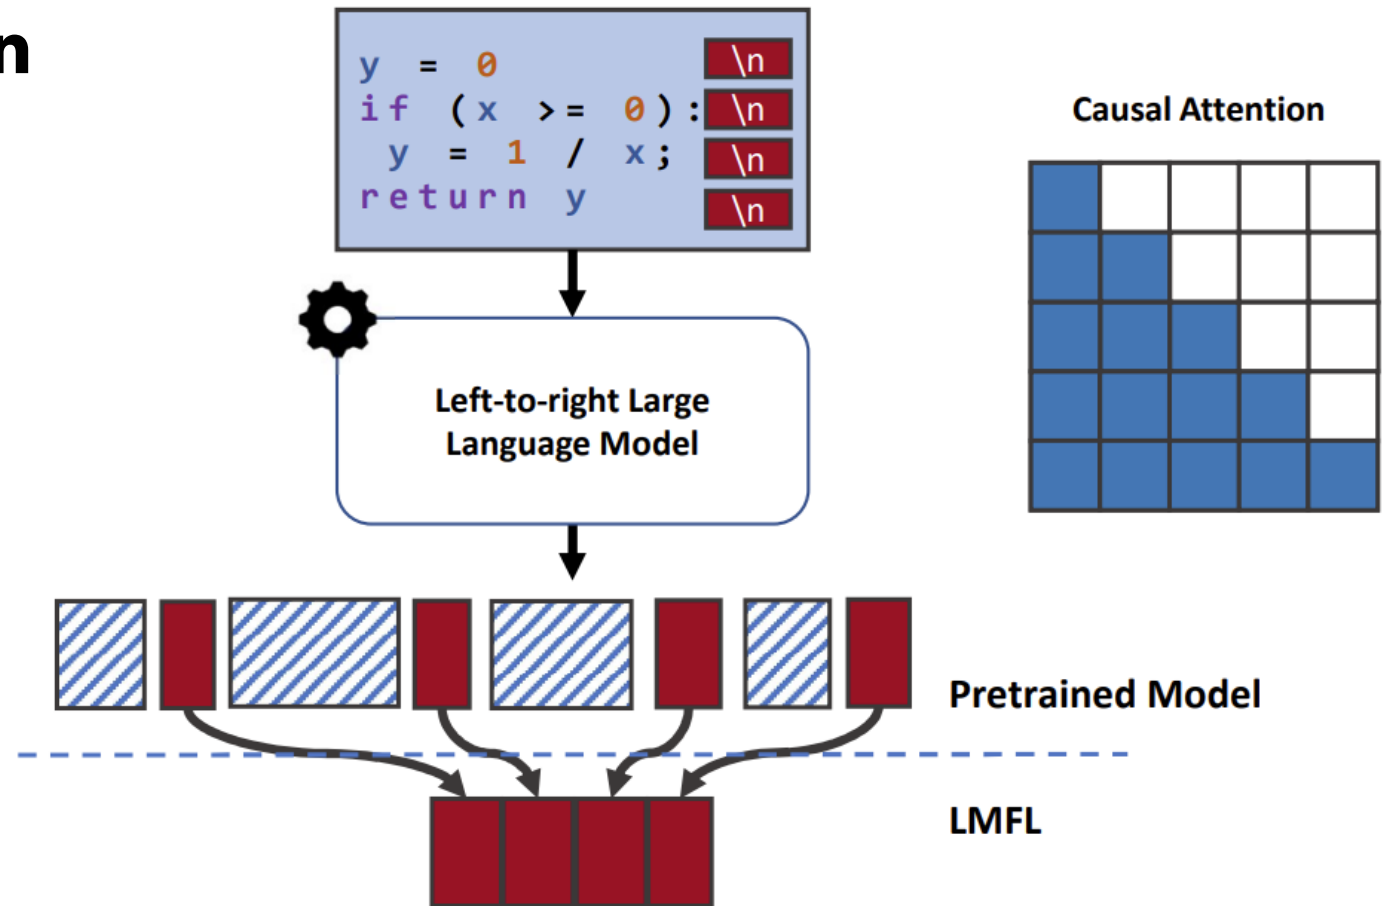 n
y = 0 \n
if (x >= 0): \n
y = 1 / x; \n
return y \n
Causal Attention
Left-to-right Large
Language Model
Pretrained Model
LMFL